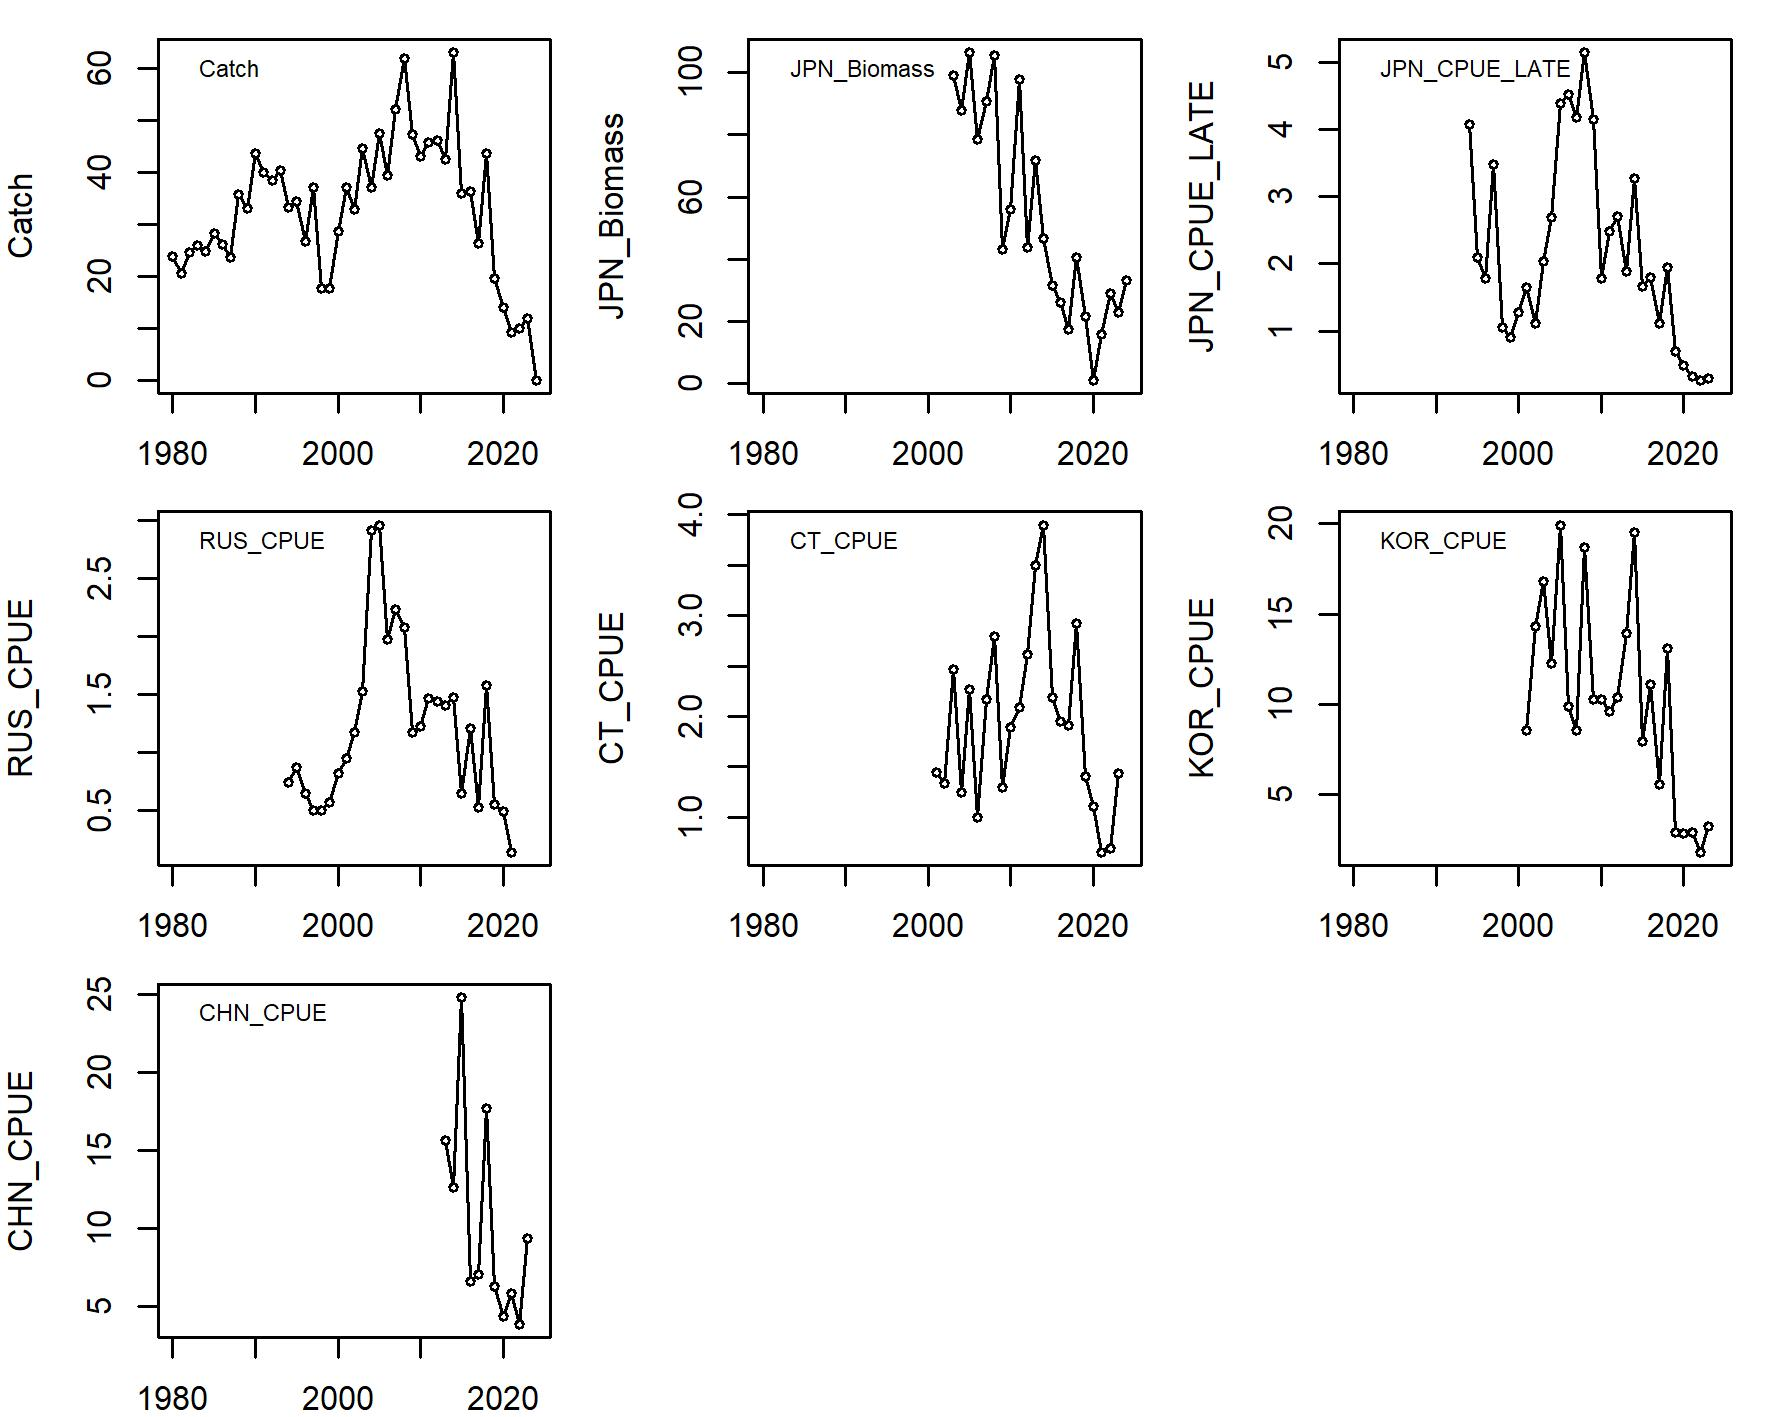 Catch
Catch
60
40
20
0
1980 2000 2020
JPN_Biomass
JPN_Biomass
100
60
20
0
1980 2000 2020
JPN_CPUE_LATE
JPN_CPUE_LATE
5
4
3
2
1
1980 2000 2020
RUS_CPUE
RUS_CPUE
2.5
1.5
0.5
1980 2000 2020
CT_CPUE
CT_CPUE
4.0
3.0
2.0
1.0
1980 2000 2020
KOR_CPUE
KOR_CPUE
20
15
10
5
1980 2000 2020
CHN_CPUE
CHN_CPUE
25
20
15
10
5
1980 2000 2020